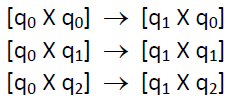 [q₀ X q₀] → [q₁ X q₀]
[q₀ X q₁] → [q₁ X q₁]
[q₀ X q₂] → [q₁ X q₂]